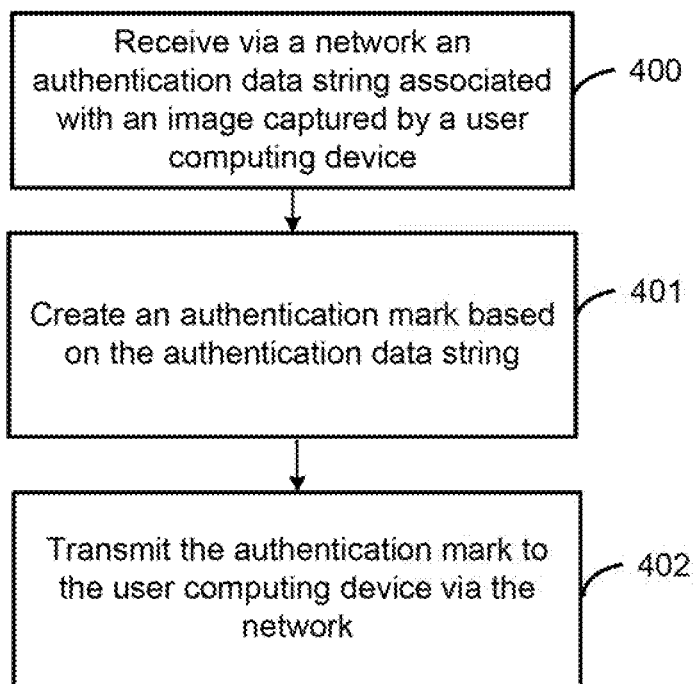 Receive via a network an
authentication data string associated
with an image captured by a user
computing device
400
Create an authentication mark based
on the authentication data string
401
Transmit the authentication mark to
the user computing device via the
network
402